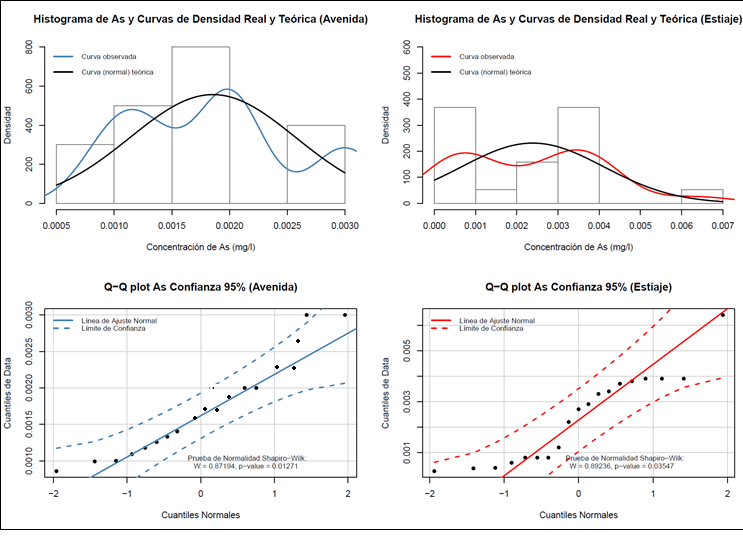 Histograma de As y Curvas de Densidad Real y Teórica (Avenida)
Curva observada
Curva (normal) teórica
Densidad
0 200 400 600 800
0.0005 0.0010 0.0015 0.0020 0.0025 0.0030
Concentración de As (mg/l)
Histograma de As y Curvas de Densidad Real y Teórica (Estiaje)
Curva observada
Curva (normal) teórica
Densidad
0 100 200 300 400 500 600
0.000 0.001 0.002 0.003 0.004 0.005 0.006 0.007
Concentración de As (mg/l)
Q−Q plot As Confianza 95% (Avenida)
Línea de Ajuste Normal
Límite de Confianza
Cuantiles de Data
0.0010 0.0015 0.0020 0.0025 0.0030
Prueba de Normalidad Shapiro−Wilk:
W = 0.87194, p−value = 0.01271
−2 −1 0 1 2
Cuantiles Normales
Q−Q plot As Confianza 95% (Estiaje)
Línea de Ajuste Normal
Límite de Confianza
Cuantiles de Data
0.001 0.003 0.005
Prueba de Normalidad Shapiro−Wilk:
W = 0.89236, p−value = 0.03547
−2 −1 0 1 2
Cuantiles Normales